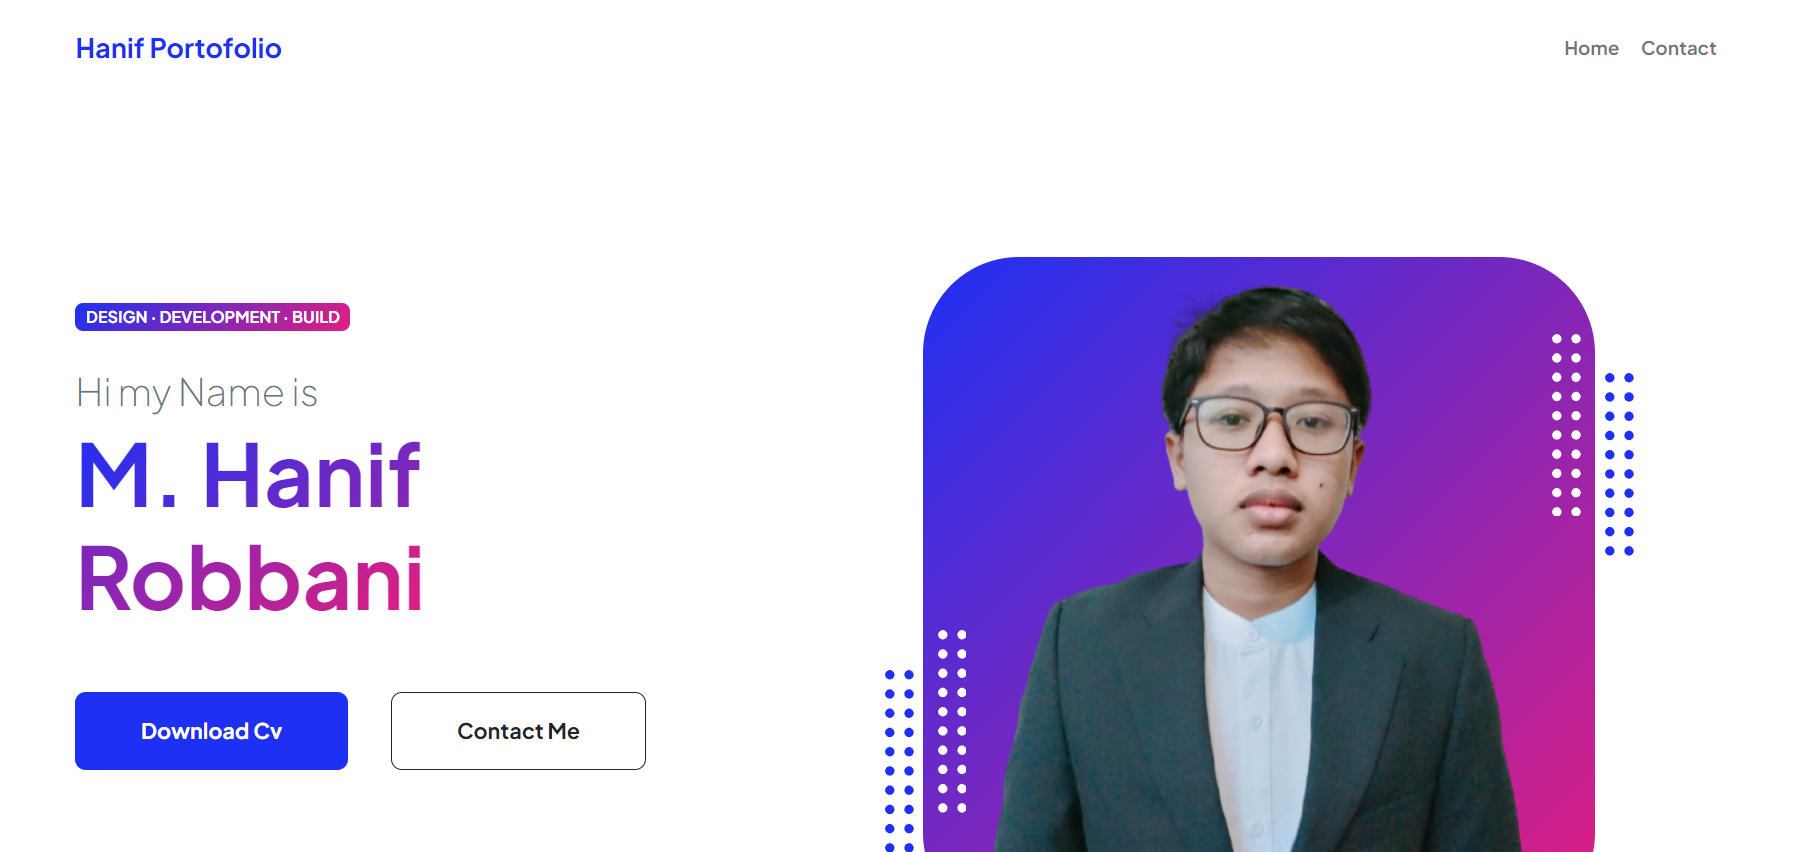 Hanif Portofolio
Home Contact
DESIGN · DEVELOPMENT · BUILD
Hi my Name is
M. Hanif
Robbani
Download Cv
Contact Me